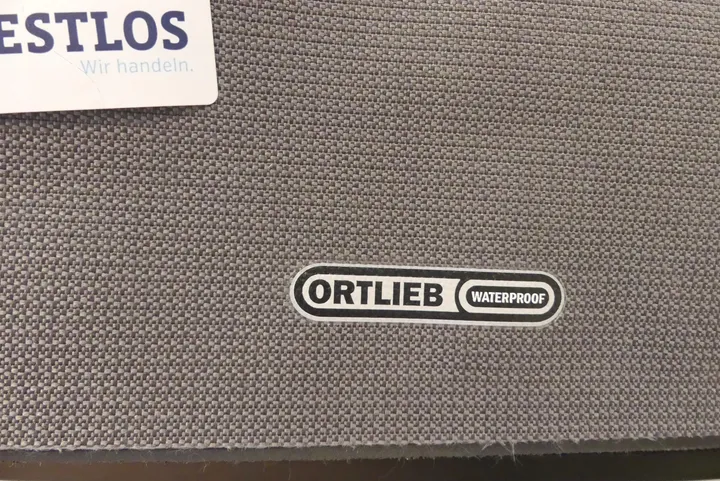 ESTLOS
Wir handeln.
ORTLIEB WATERPROOF